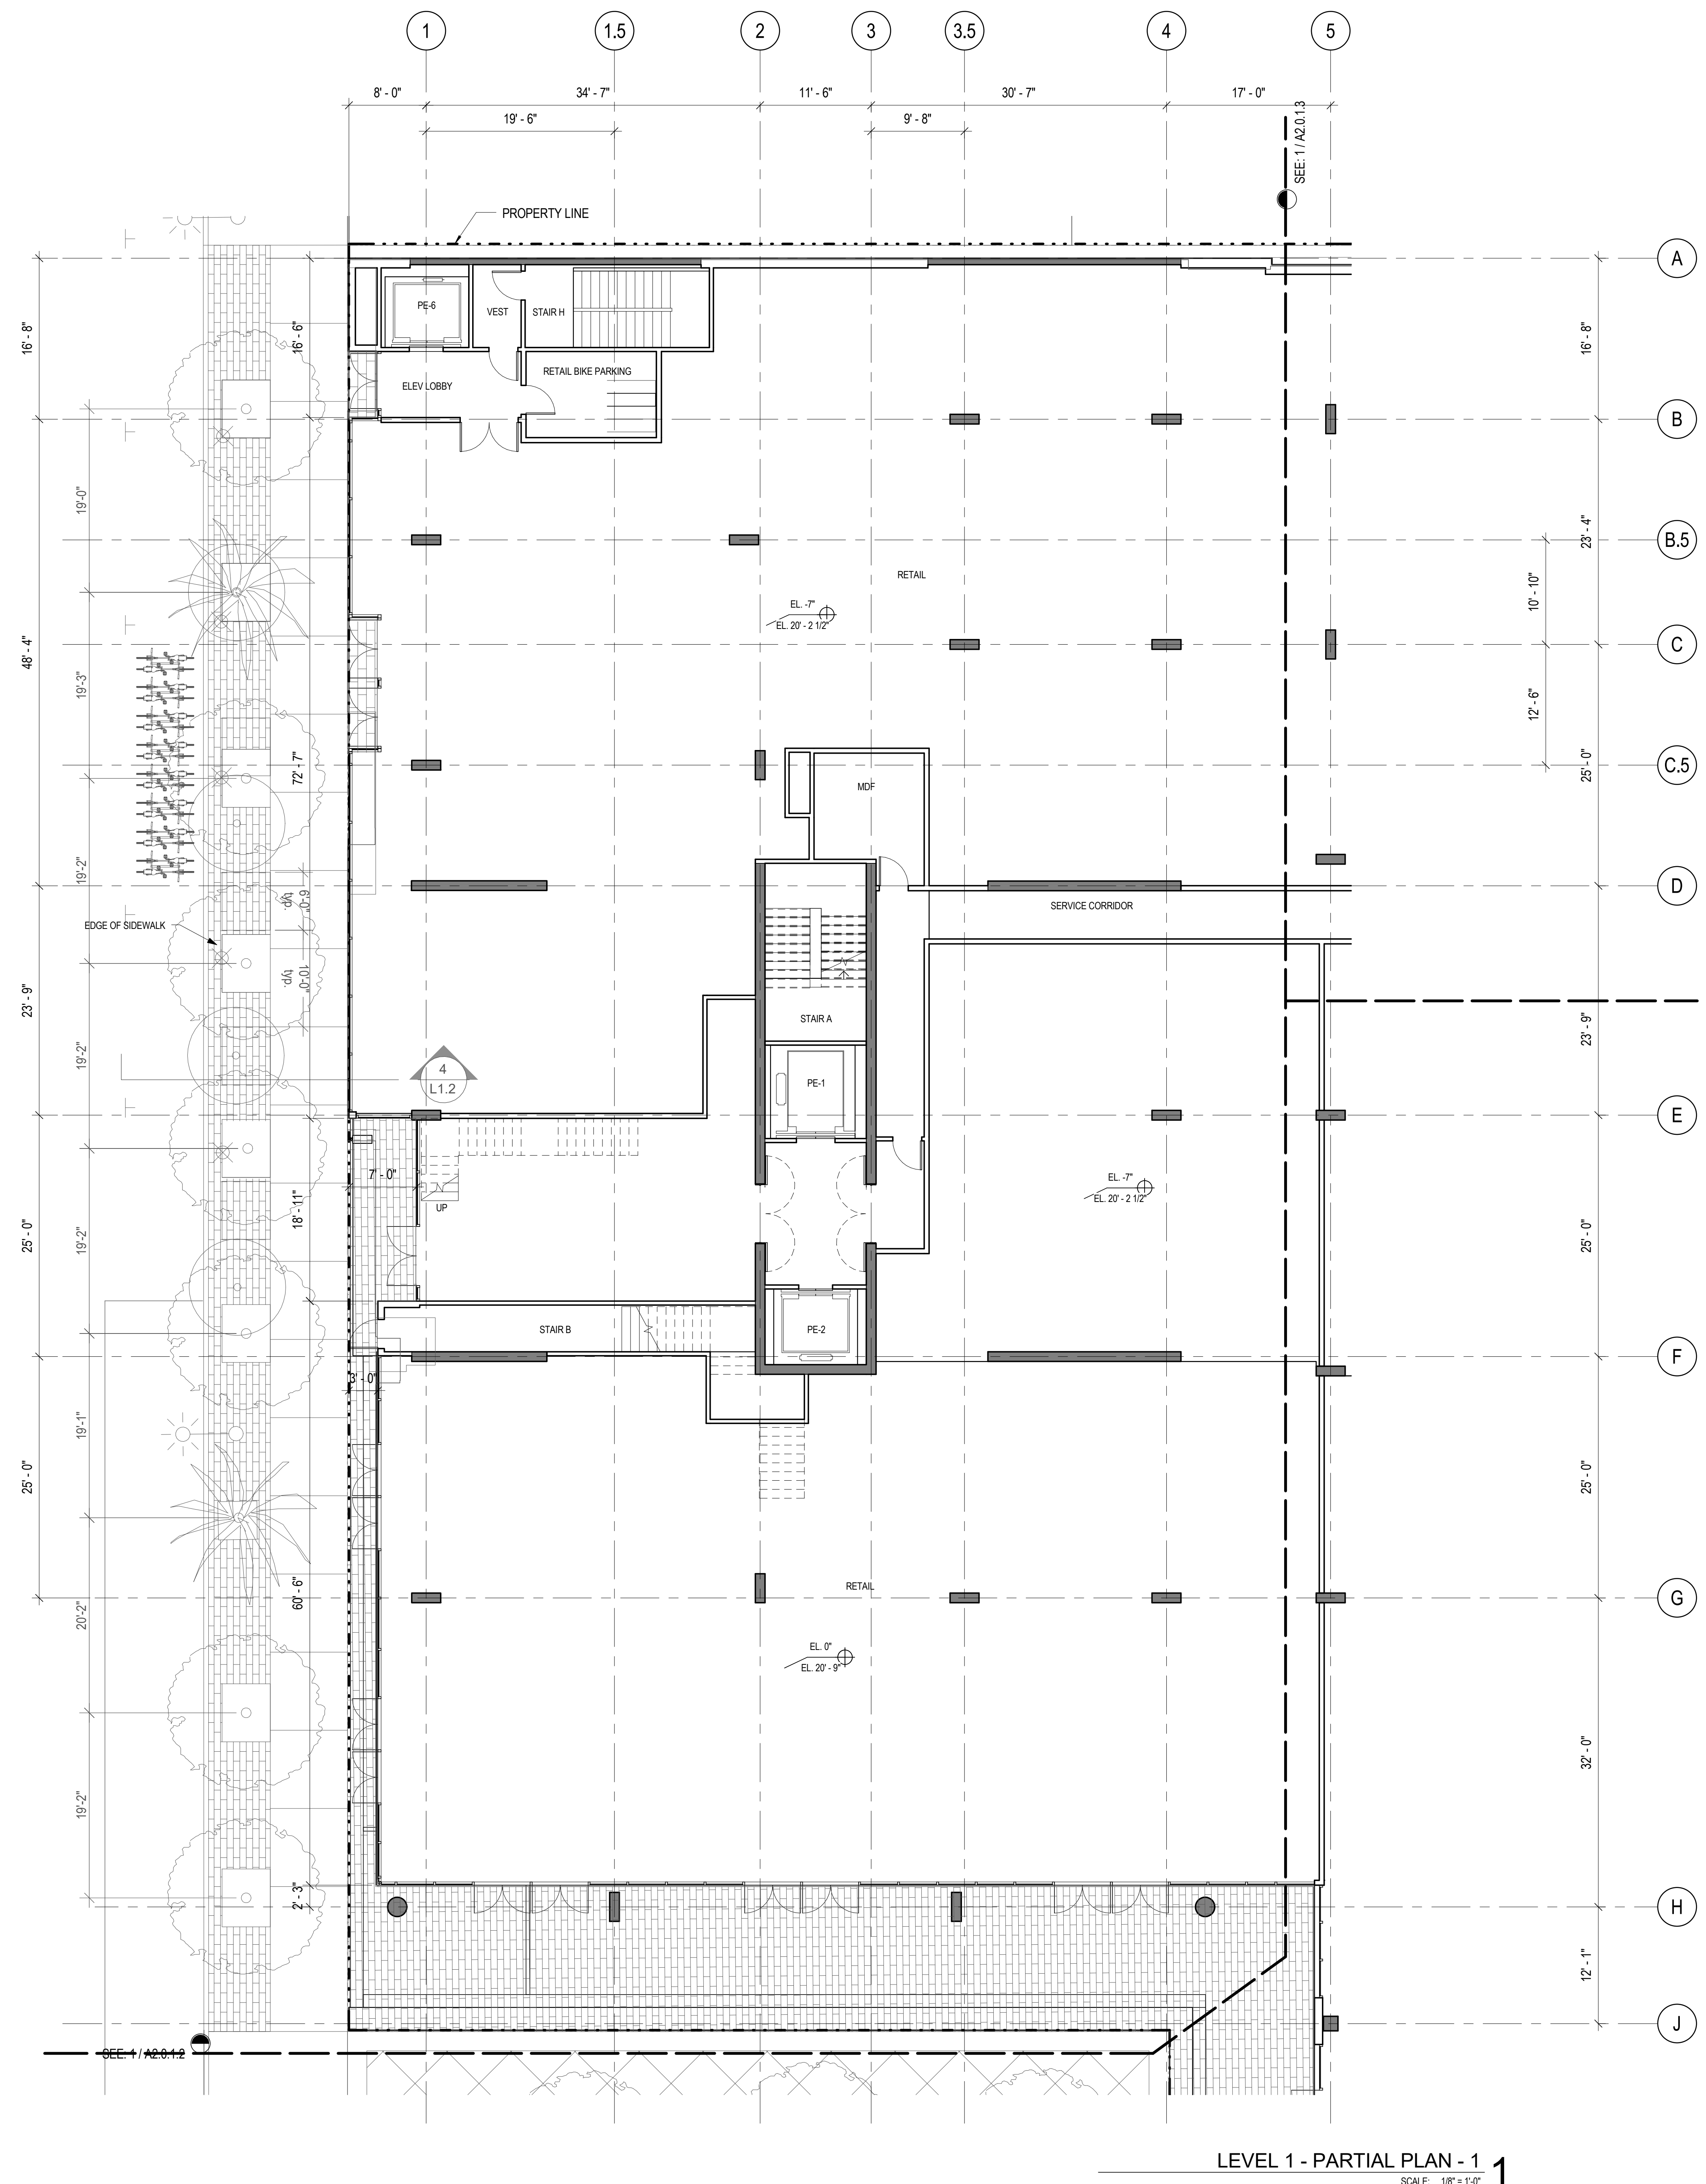 1
1.5
2
3
3.5
4
5
8' - 0"
34' - 7"
11' - 6"
30' - 7"
17' - 0"
19' - 6"
9' - 8"
SEE: 1 / A2.0.1.3
PROPERTY LINE
A
16' - 8"
16' - 6"
PE-6
VEST
STAIR H
16' - 8"
RETAIL BIKE PARKING
ELEV LOBBY
B
19'-0"
23' - 4"
B.5
RETAIL
10' - 10"
EL. -7"
EL. 20' - 2 1/2"
48' - 4"
C
19'-3"
12' - 6"
72' - 7"
25' - 0"
C.5
MDF
19'-2"
D
6'-0"
typ.
SERVICE CORRIDOR
EDGE OF SIDEWALK
10'-0"
typ.
23' - 9"
STAIR A
23' - 9"
19'-2"
4
L1.2
PE-1
E
7' - 0"
EL. -7"
EL. 20' - 2 1/2"
UP
18' - 11"
25' - 0"
19'-2"
25' - 0"
STAIR B
PE-2
F
3' - 0"
19'-1"
25' - 0"
25' - 0"
RETAIL
60' - 6"
G
20'-2"
EL. 0"
EL. 20' - 9"
32' - 0"
19'-2"
2' - 3"
H
12' - 1"
J
SEE: 1 / A2.0.1.2
LEVEL 1 - PARTIAL PLAN - 1
1
SCALE: 1/8" = 1'-0"